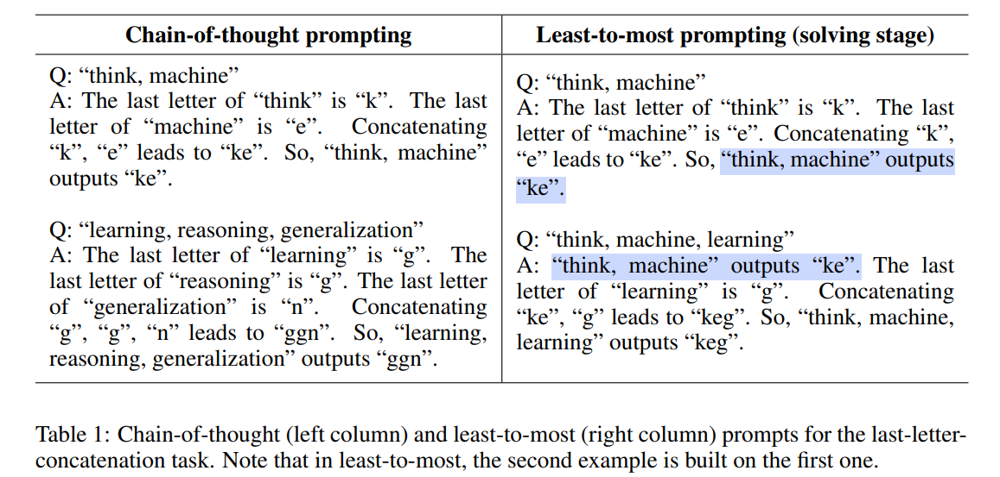 Chain-of-thought prompting
Q: “think, machine”
A: The last letter of “think” is “k”. The last
letter of “machine” is “e”. Concatenating
“k”, “e” leads to “ke”. So, “think, machine”
outputs “ke”.
Q: “learning, reasoning, generalization”
A: The last letter of “learning” is “g”. The
last letter of “reasoning” is “g”. The last letter
of “generalization” is “n”. Concatenating
“g”, “g”, “n” leads to “ggn”. So, “learning,
reasoning, generalization” outputs “ggn”.
Least-to-most prompting (solving stage)
Q: “think, machine”
A: The last letter of “think” is “k”. The last
letter of “machine” is “e”. Concatenating “k”,
“e” leads to “ke”. So, “think, machine” outputs
“ke”.
Q: “think, machine, learning”
A: “think, machine” outputs “ke”. The last
letter of “learning” is “g”. Concatenating
“ke”, “g” leads to “keg”. So, “think, machine,
learning” outputs “keg”.
Table 1: Chain-of-thought (left column) and least-to-most (right column) prompts for the last-letter-
concatenation task. Note that in least-to-most, the second example is built on the first one.